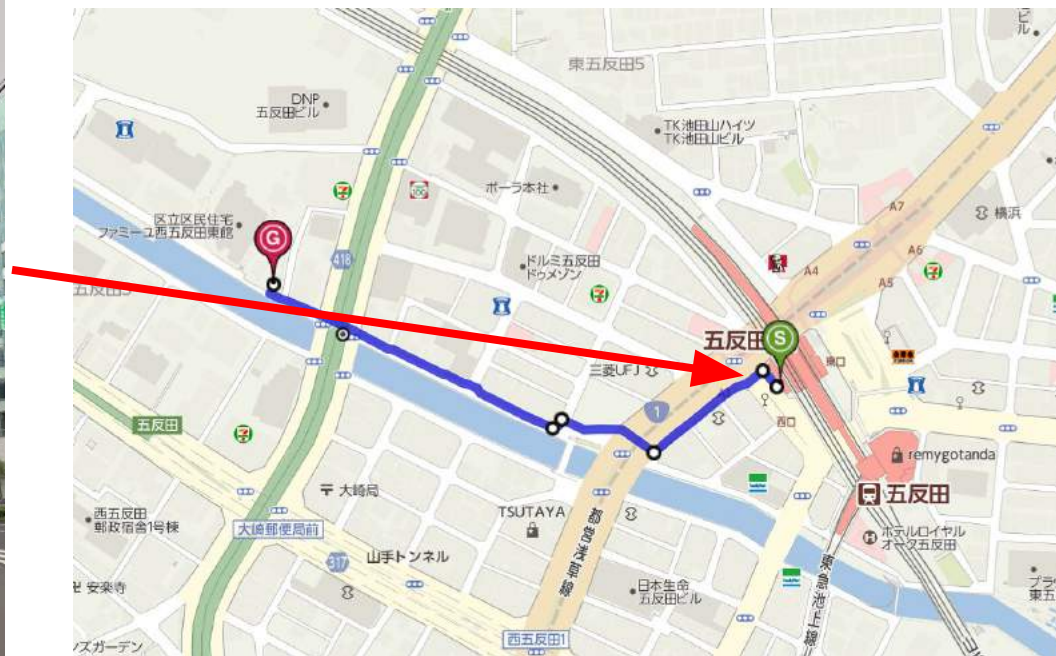 東五反田5
DNP
五反田ビル
TK池田山ハイツ
TK池田山ビル
ポーラ本社
A7
横浜
区立区民住宅
ファミーユ西五反田東館
G
418
ドルミ五反田
ドゥメゾン
A4
A6
A5
五反田
S
東口
三菱UFJ
1
西口
五反田
remygotanda
五反田
大崎局
TSUTAYA
西五反田
郵政宿舎1号棟
大崎郵便局前
ホテルロイヤル
オーク五反田
317
山手トンネル
安楽寺
日本生命
五反田ビル
東急池上線
西五反田1
ンズガーデン